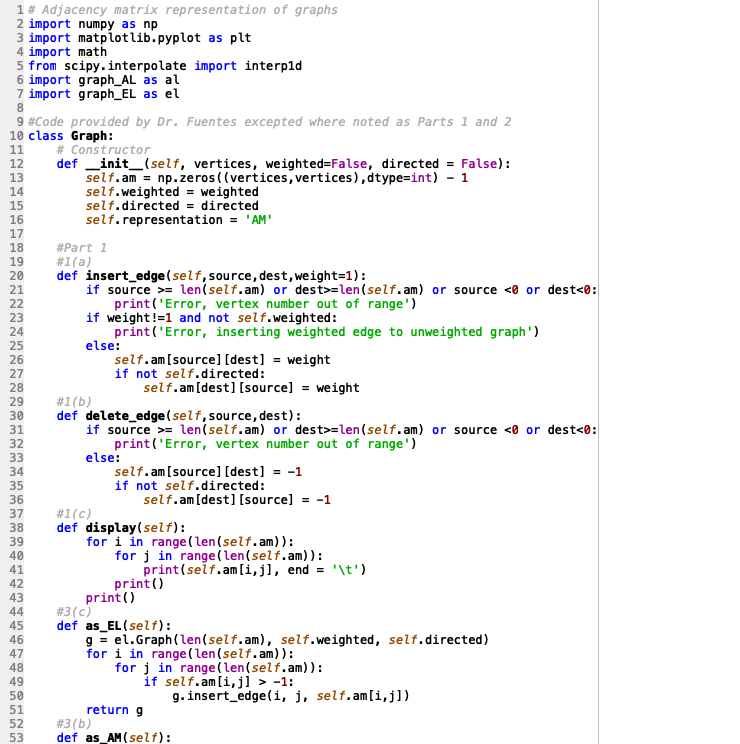 1 # Adjacency matrix representation of graphs
2 import numpy as np
3 import matplotlib.pyplot as plt
4 import math
5 from scipy.interpolate import interp1d
6 import graph_AL as al
7 import graph_EL as el
8
9 #Code provided by Dr. Fuentes excepted where noted as Parts 1 and 2
10 class Graph:
11     # Constructor
12     def __init__(self, vertices, weighted=False, directed = False):
13         self.am = np.zeros((vertices,vertices),dtype=int) - 1
14         self.weighted = weighted
15         self.directed = directed
16         self.representation = 'AM'
17
18     #Part 1
19     #1(a)
20     def insert_edge(self,source,dest,weight=1):
21         if source >= len(self.am) or dest>=len(self.am) or source <0 or dest<0:
22             print('Error, vertex number out of range')
23         if weight!=1 and not self.weighted:
24             print('Error, inserting weighted edge to unweighted graph')
25         else:
26             self.am[source][dest] = weight
27             if not self.directed:
28                 self.am[dest][source] = weight
29     #1(b)
30     def delete_edge(self,source,dest):
31         if source >= len(self.am) or dest>=len(self.am) or source <0 or dest<0:
32             print('Error, vertex number out of range')
33         else:
34             self.am[source][dest] = -1
35             if not self.directed:
36                 self.am[dest][source] = -1
37     #1(c)
38     def display(self):
39         for i in range(len(self.am)):
40             for j in range(len(self.am)):
41                 print(self.am[i,j], end = '\t')
42             print()
43         print()
44     #3(c)
45     def as_EL(self):
46         g = el.Graph(len(self.am), self.weighted, self.directed)
47         for i in range(len(self.am)):
48             for j in range(len(self.am)):
49                 if self.am[i,j] > -1:
50                     g.insert_edge(i, j, self.am[i,j])
51         return g
52     #3(b)
53     def as_AM(self):